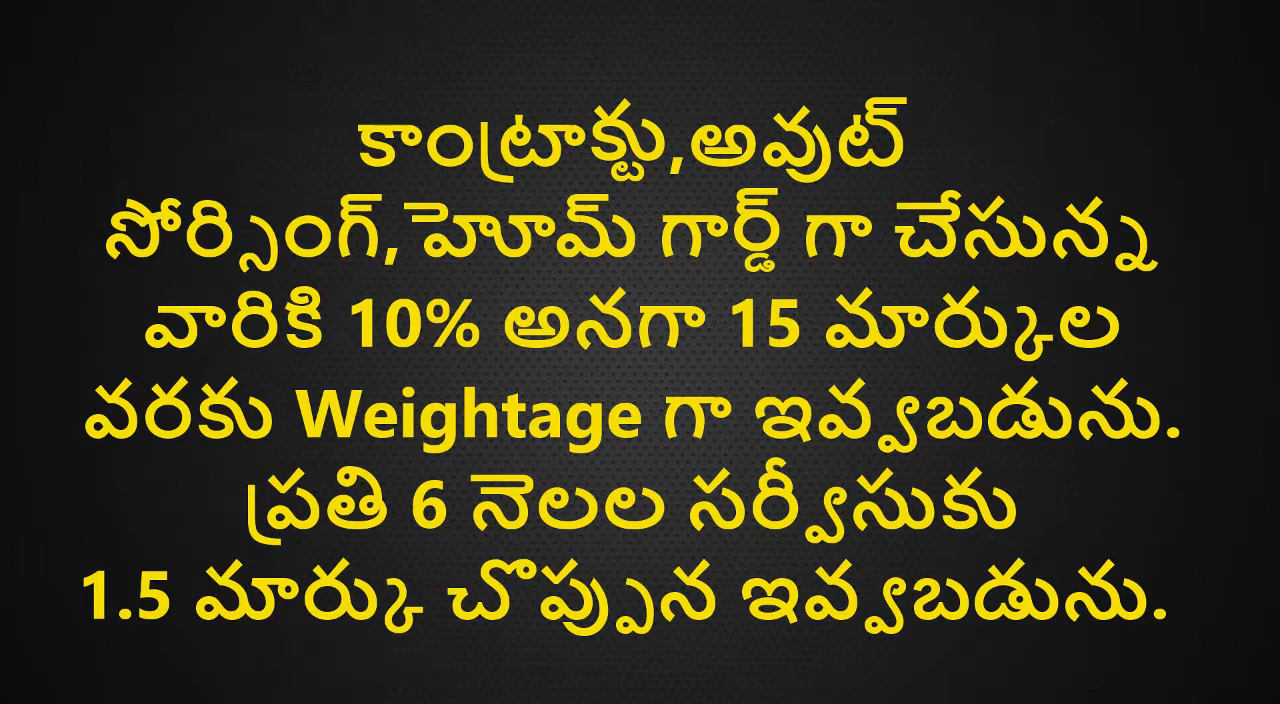 కాంట్రాక్టు,అవుట్
సోర్సింగ్,హెూమ్ గార్డ్ గా చేసున్న
వారికి 10% అనగా 15 మార్కుల
వరకు Weightage గా ఇవ్వబడును.
ప్రతి 6 నెలల సర్వీసుకు
1.5 మార్కు చొప్పున ఇవ్వబడును.